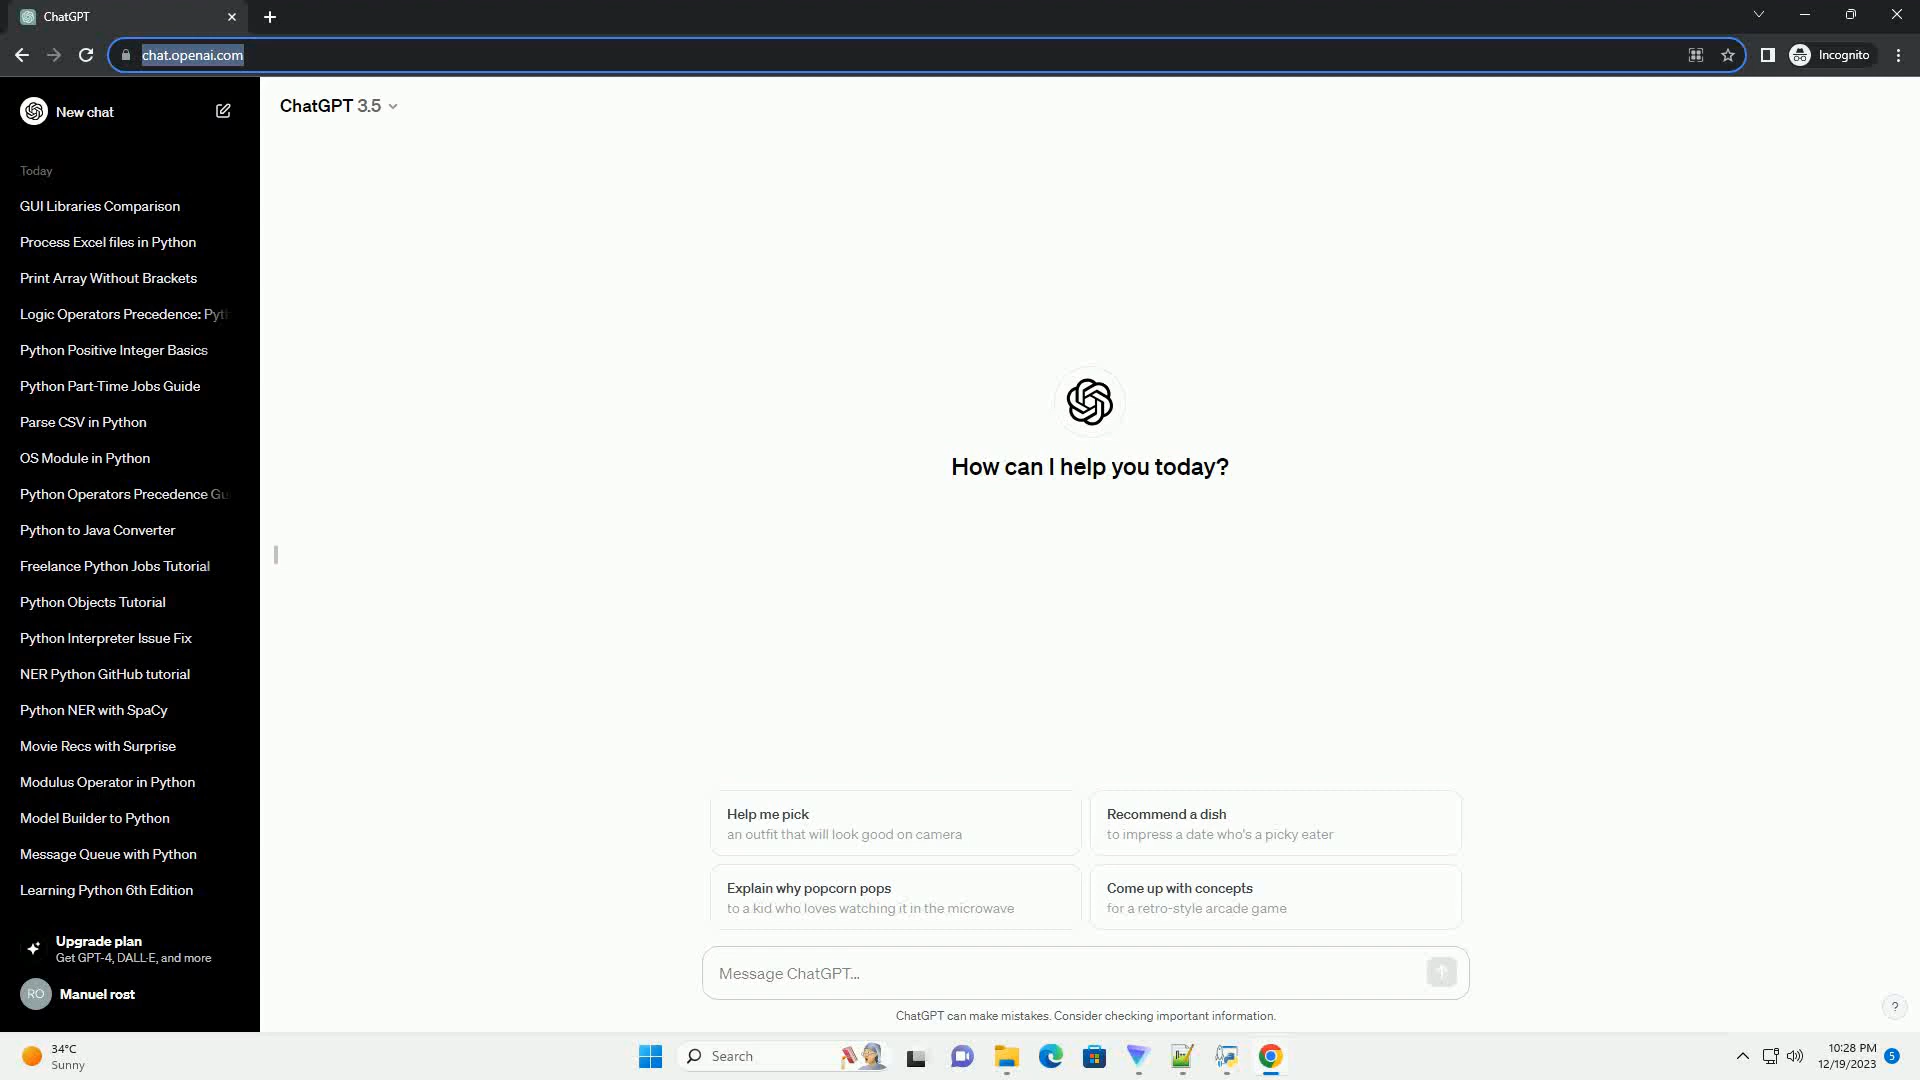 ChatGPT
chat.openai.com
Incognito
New chat
ChatGPT 3.5
Today
GUI Libraries Comparison
Process Excel files in Python
Print Array Without Brackets
Logic Operators Precedence: Pyth
Python Positive Integer Basics
Python Part-Time Jobs Guide
Parse CSV in Python
OS Module in Python
Python Operators Precedence Gu
Python to Java Converter
Freelance Python Jobs Tutorial
Python Objects Tutorial
Python Interpreter Issue Fix
NER Python GitHub tutorial
Python NER with SpaCy
Movie Recs with Surprise
Modulus Operator in Python
Model Builder to Python
Message Queue with Python
Learning Python 6th Edition
Upgrade plan
Get GPT-4, DALL·E, and more
RO Manuel rost
How can I help you today?
Help me pick
an outfit that will look good on camera
Recommend a dish
to impress a date who's a picky eater
Explain why popcorn pops
to a kid who loves watching it in the microwave
Come up with concepts
for a retro-style arcade game
Message ChatGPT...
ChatGPT can make mistakes. Consider checking important information.
?
34°C
Sunny
Search
10:28 PM
12/19/2023
5